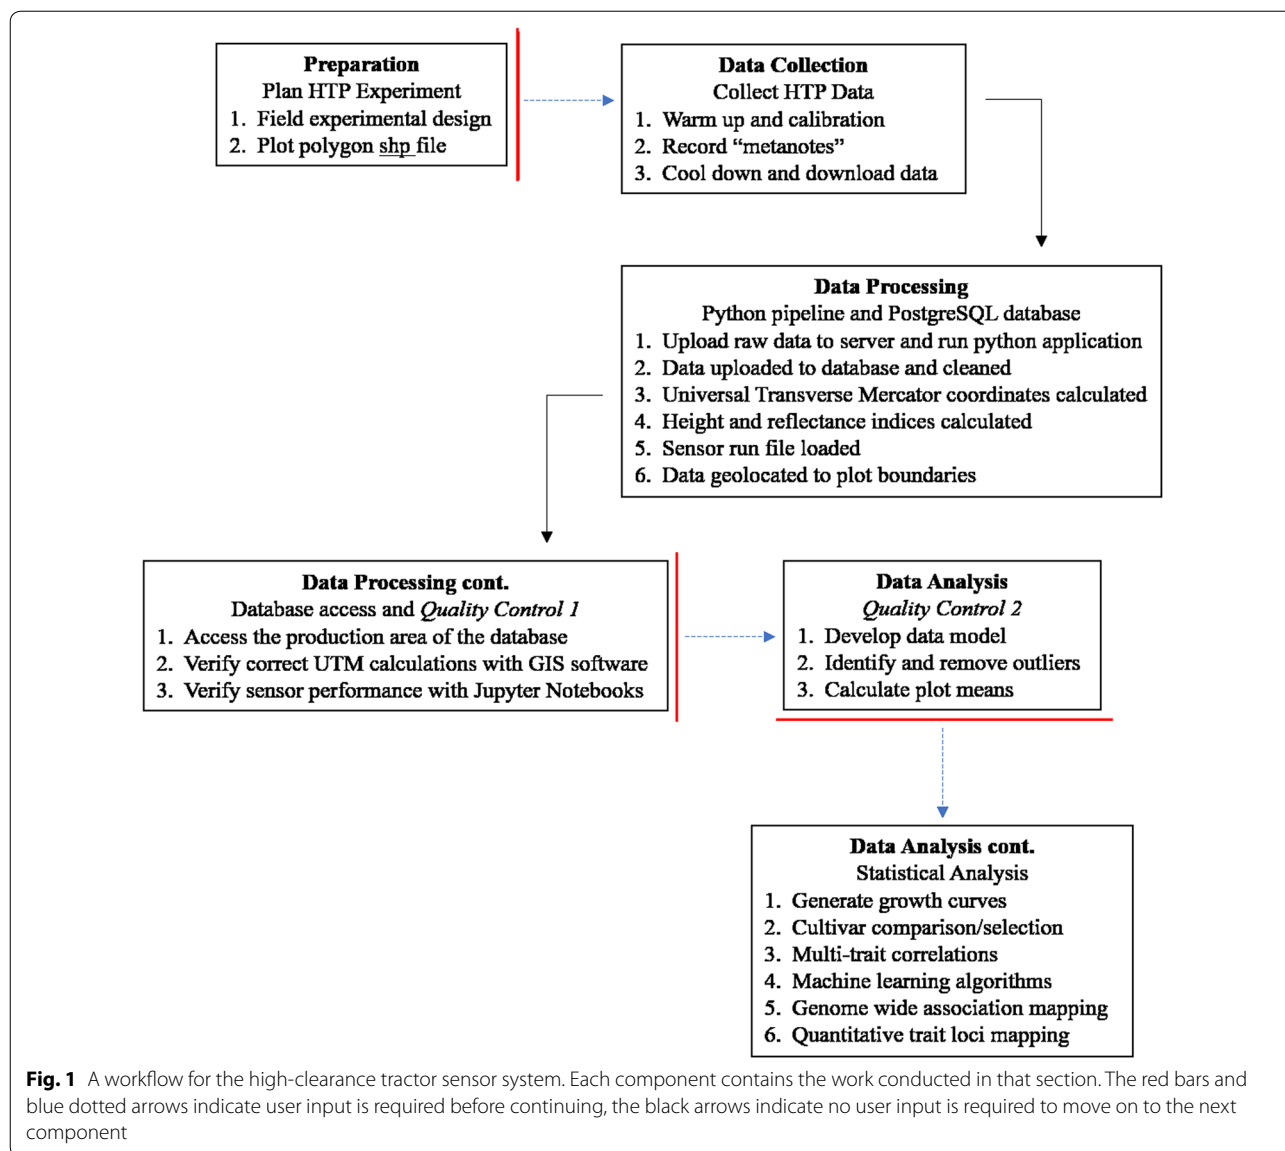 Preparation
Plan HTP Experiment
1. Field experimental design
2. Plot polygon shp file
Data Collection
Collect HTP Data
1. Warm up and calibration
2. Record “metanotes”
3. Cool down and download data
Data Processing
Python pipeline and PostgreSQL database
1. Upload raw data to server and run python application
2. Data uploaded to database and cleaned
3. Universal Transverse Mercator coordinates calculated
4. Height and reflectance indices calculated
5. Sensor run file loaded
6. Data geolocated to plot boundaries
Data Processing cont.
Database access and Quality Control 1
1. Access the production area of the database
2. Verify correct UTM calculations with GIS software
3. Verify sensor performance with Jupyter Notebooks
Data Analysis
Quality Control 2
1. Develop data model
2. Identify and remove outliers
3. Calculate plot means
Data Analysis cont.
Statistical Analysis
1. Generate growth curves
2. Cultivar comparison/selection
3. Multi-trait correlations
4. Machine learning algorithms
5. Genome wide association mapping
6. Quantitative trait loci mapping
Fig. 1 A workflow for the high-clearance tractor sensor system. Each component contains the work conducted in that section. The red bars and
blue dotted arrows indicate user input is required before continuing, the black arrows indicate no user input is required to move on to the next
component